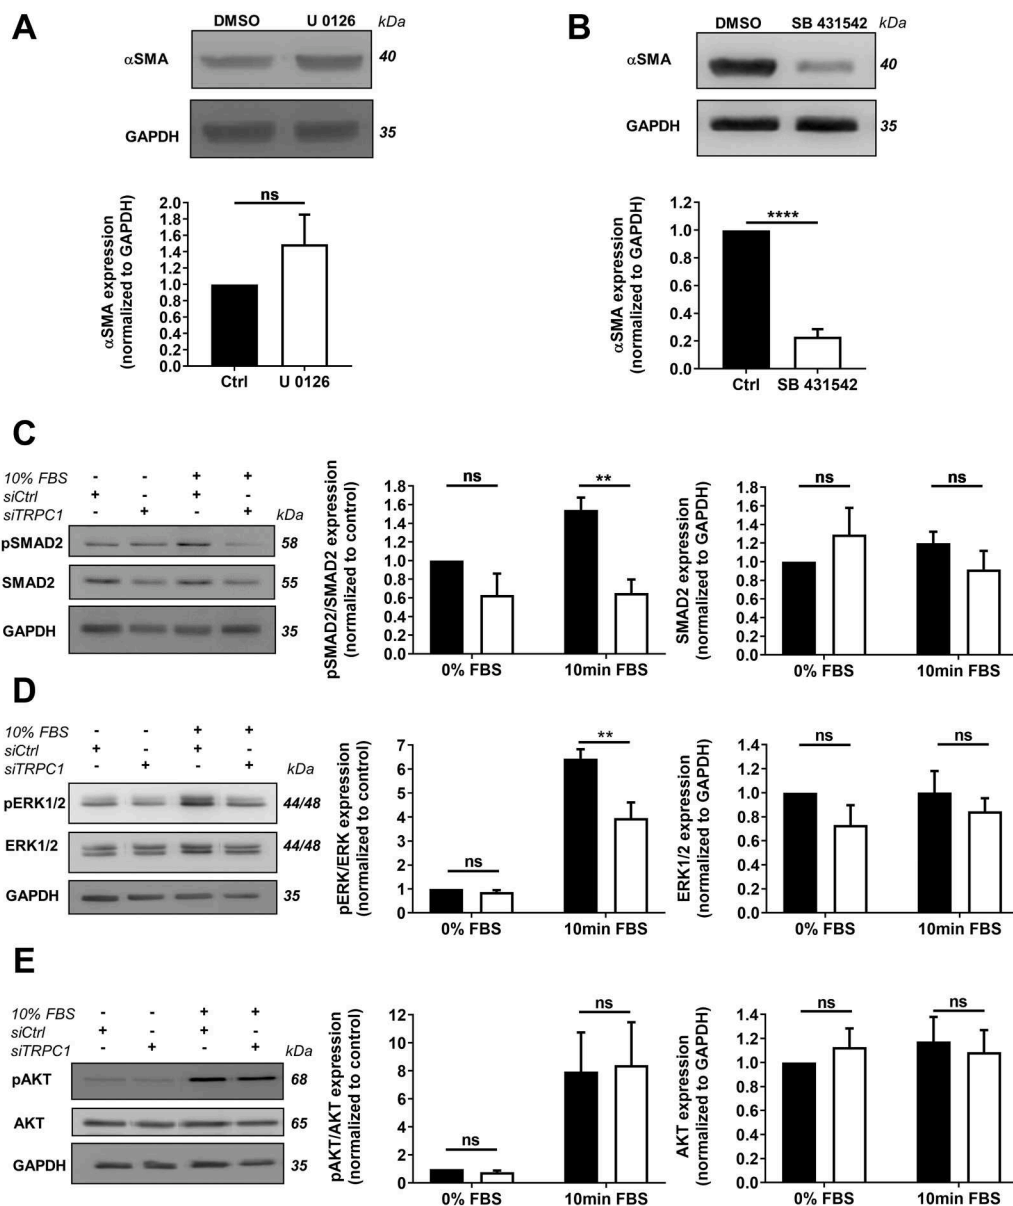 A
DMSO U 0126 kDa
αSMA 40
GAPDH 35
αSMA expression
(normalized to GAPDH)
2.0
1.8
1.6
1.4
1.2
1.0
0.8
0.6
0.4
0.2
0.0
ns
Ctrl U 0126
B
DMSO SB 431542 kDa
αSMA 40
GAPDH 35
αSMA expression
(normalized to GAPDH)
1.2
1.0
0.8
0.6
0.4
0.2
0.0
****
Ctrl SB 431542
C
10% FBS - - + +
siCtrl + - + -
siTRPC1 - + - + kDa
pSMAD2 58
SMAD2 55
GAPDH 35
pSMAD2/SMAD2 expression
(normalized to control)
1.8
1.6
1.4
1.2
1.0
0.8
0.6
0.4
0.2
0.0
ns **
0% FBS 10min FBS
SMAD2 expression
(normalized to GAPDH)
1.8
1.6
1.4
1.2
1.0
0.8
0.6
0.4
0.2
0.0
ns ns
0% FBS 10min FBS
D
10% FBS - - + +
siCtrl + - + -
siTRPC1 - + - + kDa
pERK1/2 44/48
ERK1/2 44/48
GAPDH 35
pERK/ERK expression
(normalized to control)
7
6
5
4
3
2
1
0
ns **
0% FBS 10min FBS
ERK1/2 expression
(normalized to GAPDH)
1.4
1.2
1.0
0.8
0.6
0.4
0.2
0.0
ns ns
0% FBS 10min FBS
E
10% FBS - - + +
siCtrl + - + -
siTRPC1 - + - + kDa
pAKT 68
AKT 65
GAPDH 35
pAKT/AKT expression
(normalized to control)
12
10
8
6
4
2
0
ns ns
0% FBS 10min FBS
AKT expression
(normalized to GAPDH)
1.4
1.2
1.0
0.8
0.6
0.4
0.2
0.0
ns ns
0% FBS 10min FBS